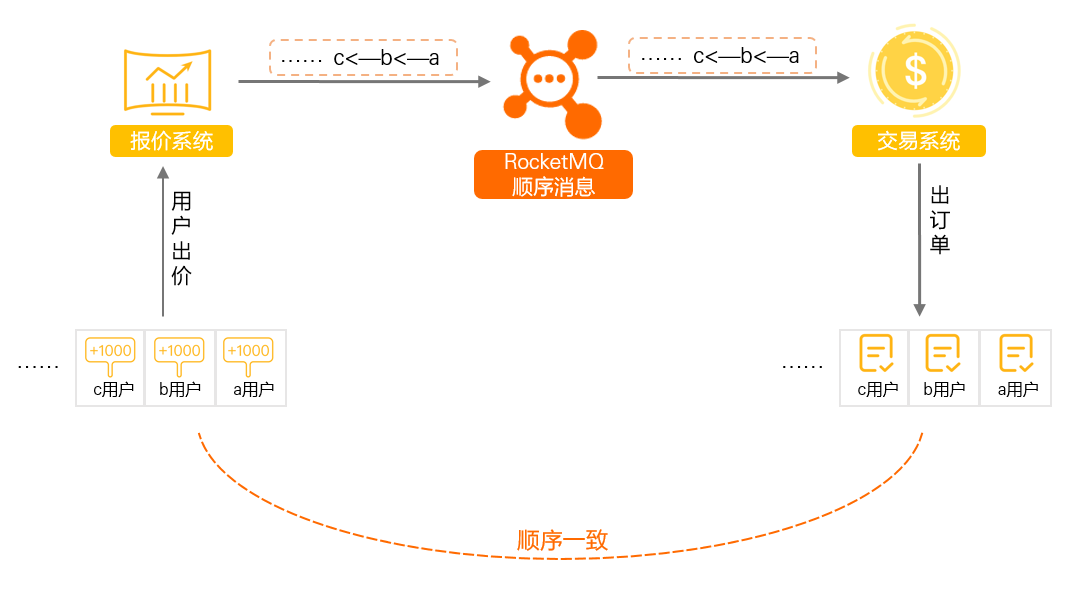 …… c<—b<—a
…… c<—b<—a
$
报价系统
RocketMQ
顺序消息
交易系统
用户出价
出订单
……
+1000
+1000
+1000
c用户
b用户
a用户
……
c用户
b用户
a用户
顺序一致